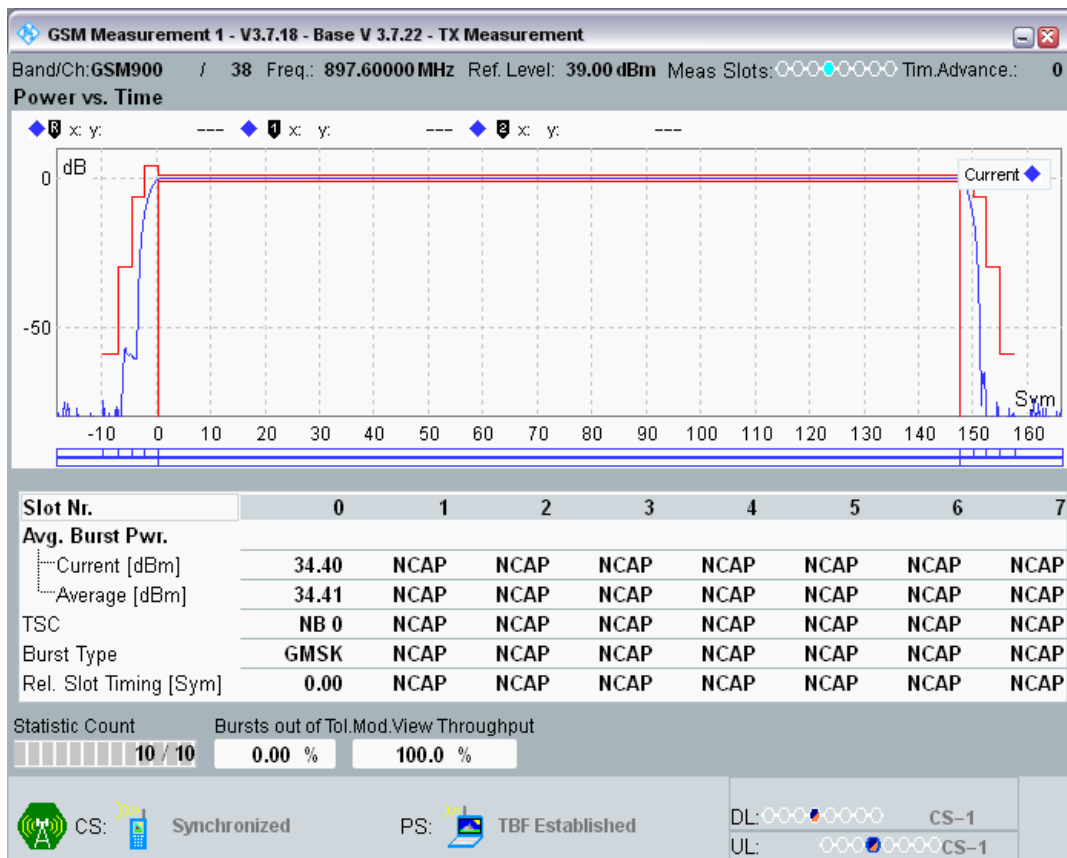 GSM Measurement 1 - V3.7.18 - Base V 3.7.22 - TX Measurement
Band/Ch:GSM900 / 38 Freq.: 897.60000 MHz Ref. Level: 39.00 dBm Meas Slots: Tim.Advance.: 0
Power vs. Time
R x: y: --- 1 x: y: --- 2 x: y: ---
dB
Current
0
-50
Sym
-10 0 10 20 30 40 50 60 70 80 90 100 110 120 130 140 150 160
Slot Nr. 0 1 2 3 4 5 6 7
Avg. Burst Pwr.
Current [dBm] 34.40 NCAP NCAP NCAP NCAP NCAP NCAP NCAP
Average [dBm] 34.41 NCAP NCAP NCAP NCAP NCAP NCAP NCAP
TSC NB 0 NCAP NCAP NCAP NCAP NCAP NCAP NCAP
Burst Type GMSK NCAP NCAP NCAP NCAP NCAP NCAP NCAP
Rel. Slot Timing [Sym] 0.00 NCAP NCAP NCAP NCAP NCAP NCAP NCAP
Statistic Count Bursts out of Tol.Mod.View Throughput
10 / 10 0.00 % 100.0 %
CS: Synchronized PS: TBF Established
DL: CS-1
UL: CS-1